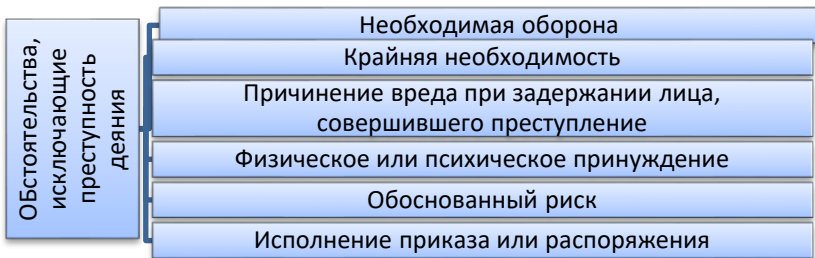 ОБстоятельства,
исключающие
преступность
деяния
Необходимая оборона
Крайняя необходимость
Причинение вреда при задержании лица,
совершившего преступление
Физическое или психическое принуждение
Обоснованный риск
Исполнение приказа или распоряжения